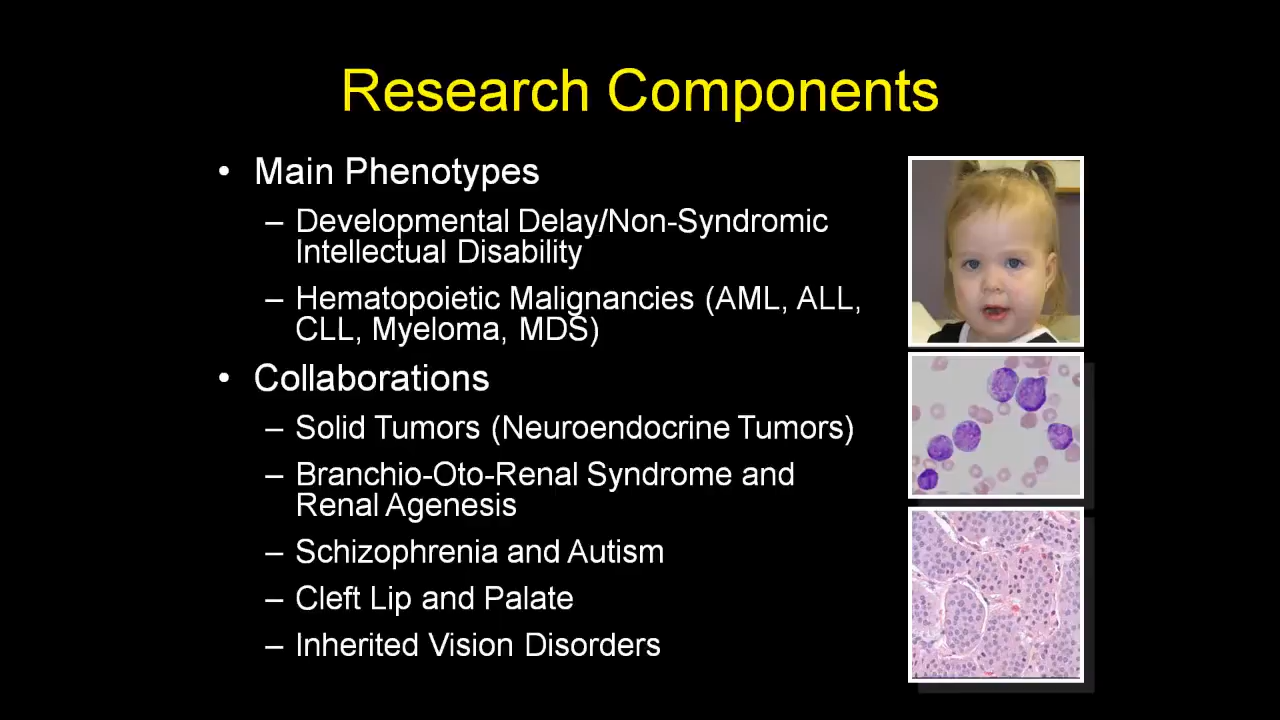 Research Components
• Main Phenotypes
– Developmental Delay/Non-Syndromic
Intellectual Disability
– Hematopoietic Malignancies (AML, ALL,
CLL, Myeloma, MDS)
• Collaborations
– Solid Tumors (Neuroendocrine Tumors)
– Branchio-Oto-Renal Syndrome and
Renal Agenesis
– Schizophrenia and Autism
– Cleft Lip and Palate
– Inherited Vision Disorders